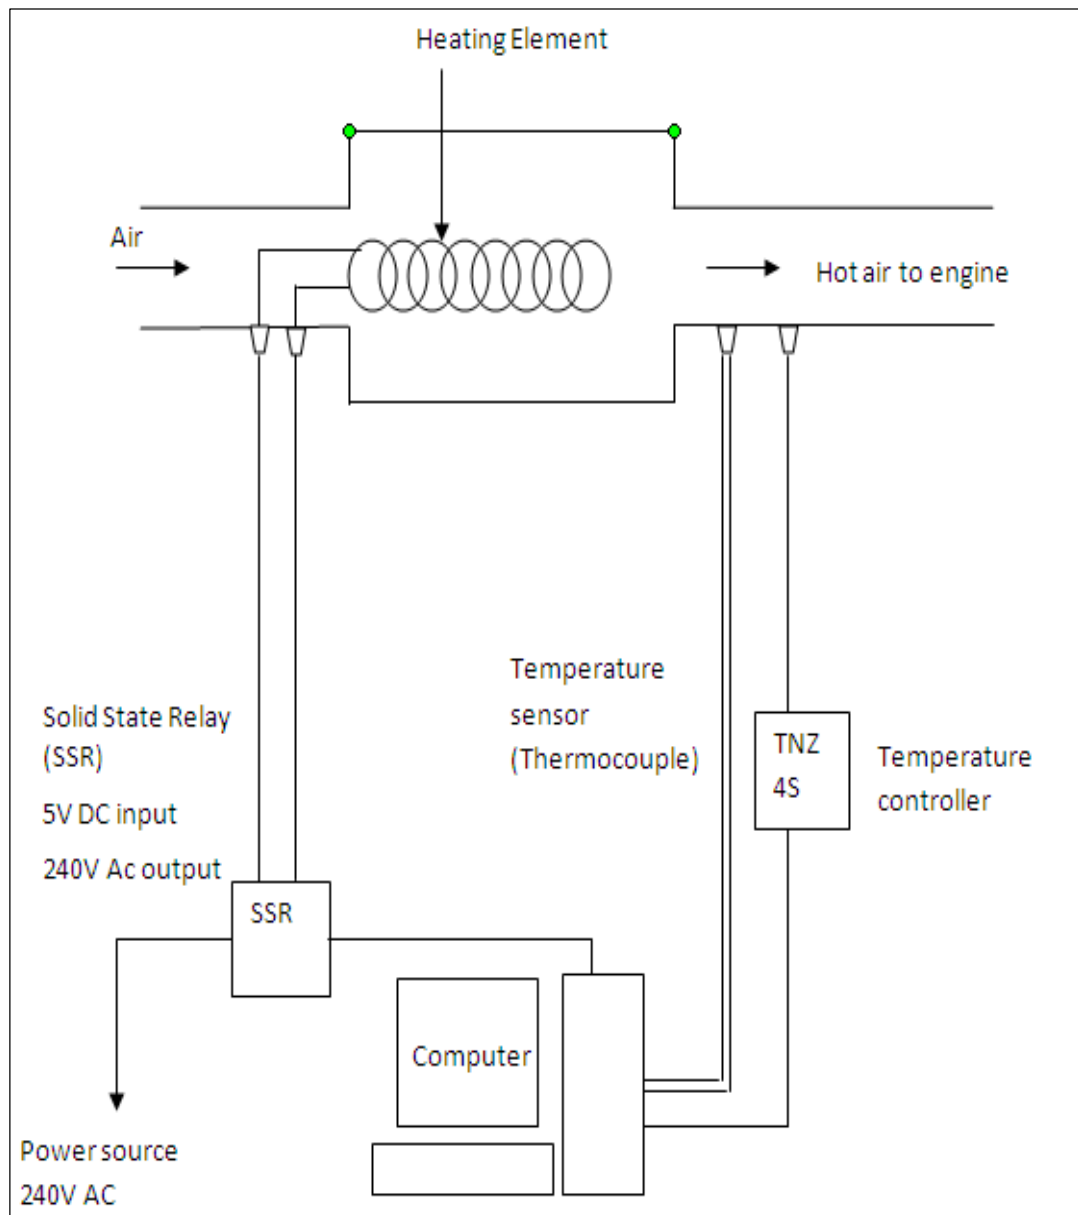 Heating Element
Air
Hot air to engine
Temperature
sensor
(Thermocouple)
Solid State Relay
(SSR)
5V DC input
240V Ac output
TNZ
4S
Temperature
controller
SSR
Computer
Power source
240V AC